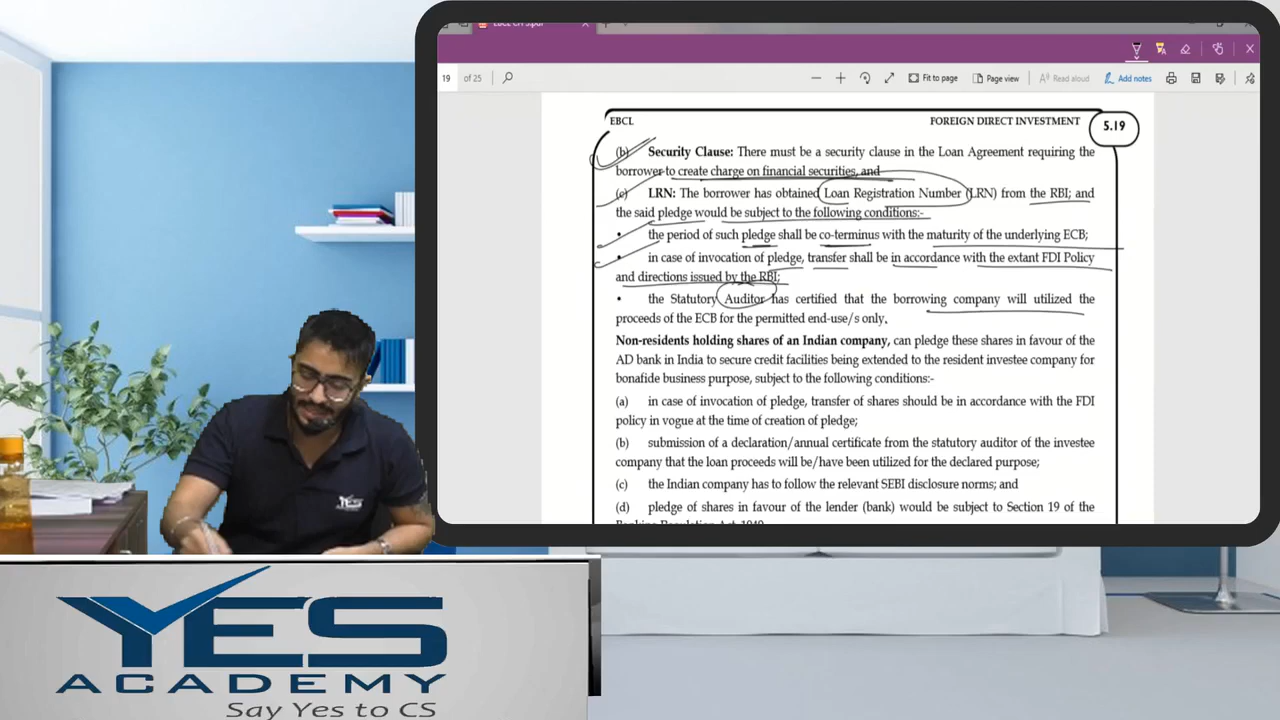 19 of 25
Fit to page
Page view
Read aloud
Add notes
EBCL
FOREIGN DIRECT INVESTMENT
5.19
(b) Security Clause: There must be a security clause in the Loan Agreement requiring the
borrower to create charge on financial securities, and
(c) LRN: The borrower has obtained Loan Registration Number (LRN) from the RBI; and
the said pledge would be subject to the following conditions:-
• the period of such pledge shall be co-terminus with the maturity of the underlying ECB;
• in case of invocation of pledge, transfer shall be in accordance with the extant FDI Policy
and directions issued by the RBI;
• the Statutory Auditor has certified that the borrowing company will utilized the
proceeds of the ECB for the permitted end-use/s only.
Non-residents holding shares of an Indian company, can pledge these shares in favour of the
AD bank in India to secure credit facilities being extended to the resident investee company for
bonafide business purpose, subject to the following conditions:-
(a) in case of invocation of pledge, transfer of shares should be in accordance with the FDI
policy in vogue at the time of creation of pledge;
(b) submission of a declaration/annual certificate from the statutory auditor of the investee
company that the loan proceeds will be/have been utilized for the declared purpose;
(c) the Indian company has to follow the relevant SEBI disclosure norms; and
(d) pledge of shares in favour of the lender (bank) would be subject to Section 19 of the
YES
YES
ACADEMY
Say Yes to CS